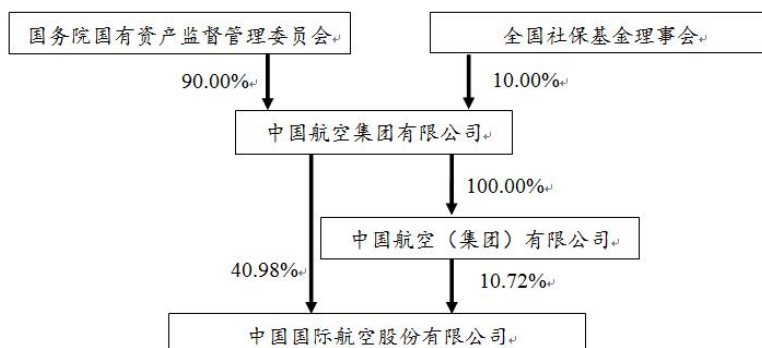 国务院国有资产监督管理委员会
全国社保基金理事会
90.00%
10.00%
中国航空集团有限公司
100.00%
中国航空（集团）有限公司
40.98%
10.72%
中国国际航空股份有限公司